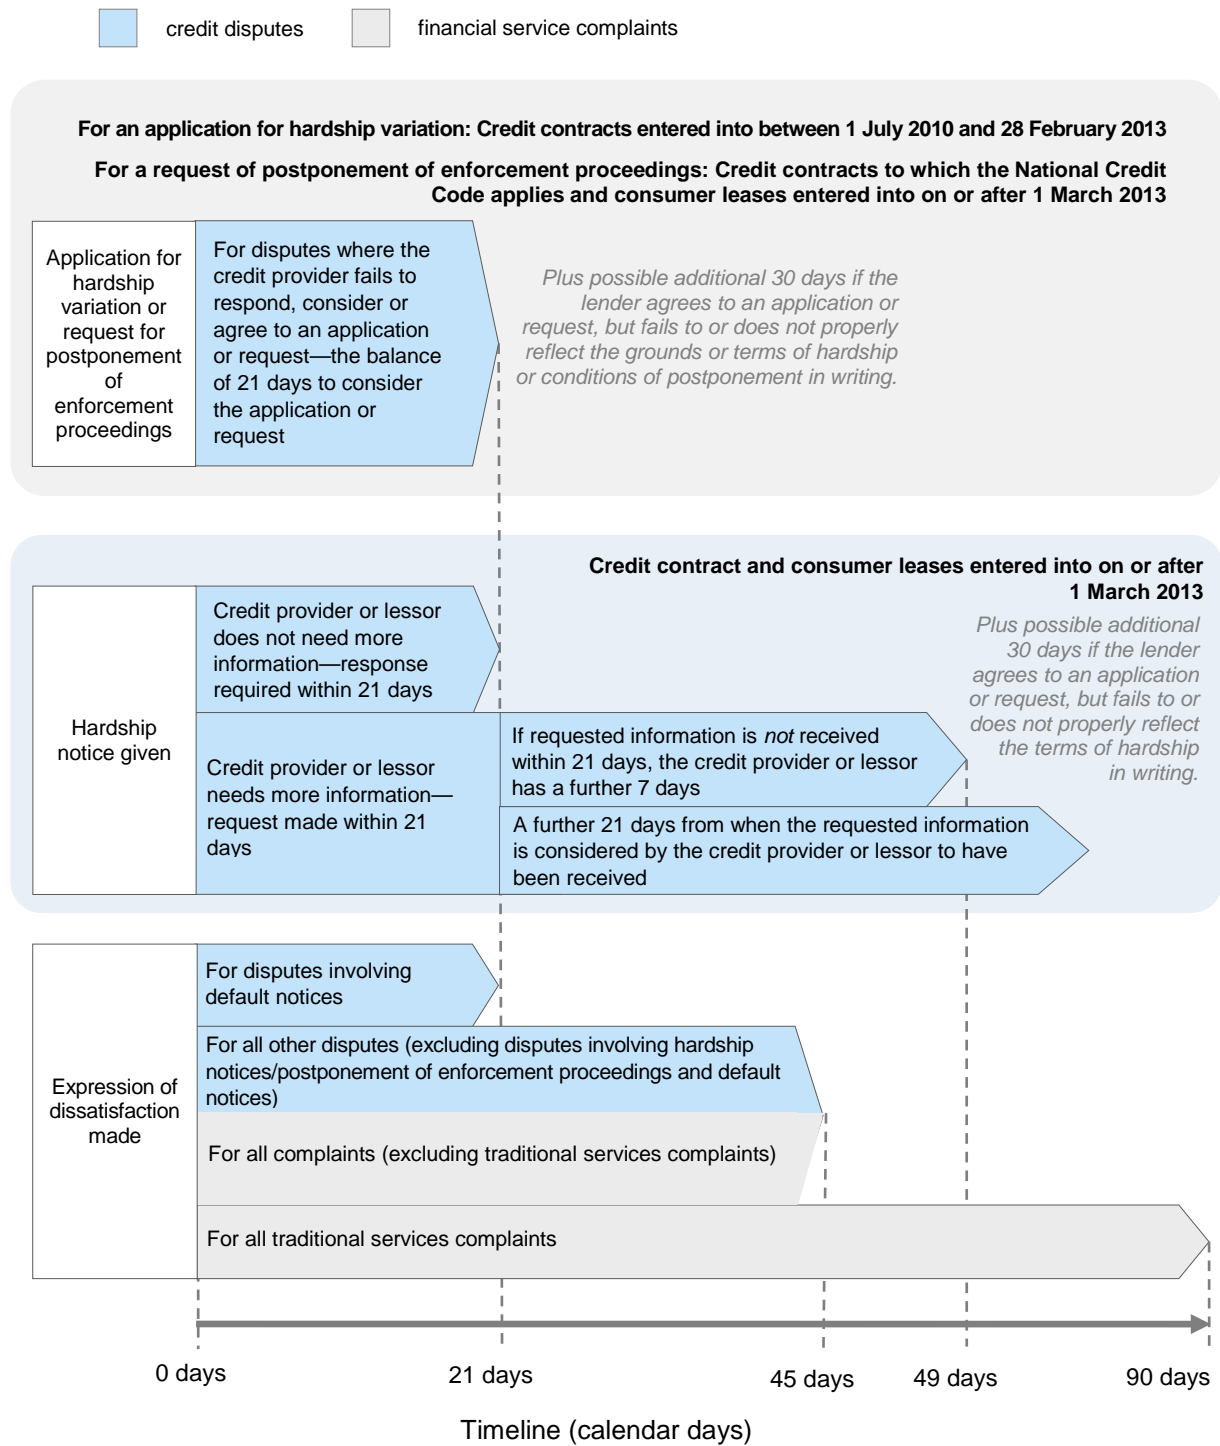 credit disputes
financial service complaints
For an application for hardship variation: Credit contracts entered into between 1 July 2010 and 28 February 2013
For a request of postponement of enforcement proceedings: Credit contracts to which the National Credit
Code applies and consumer leases entered into on or after 1 March 2013
Application for
hardship
variation or
request for
postponement
of
enforcement
proceedings
For disputes where the
credit provider fails to
respond, consider or
agree to an application
or request—the balance
of 21 days to consider
the application or
request
Plus possible additional 30 days if the
lender agrees to an application or
request, but fails to or does not properly
reflect the grounds or terms of hardship
or conditions of postponement in writing.
Credit contract and consumer leases entered into on or after
1 March 2013
Hardship
notice given
Credit provider or lessor
does not need more
information—response
required within 21 days
Plus possible additional
30 days if the lender
agrees to an application
or request, but fails to or
does not properly reflect
the terms of hardship
in writing.
Credit provider or lessor
needs more information—
request made within 21
days
If requested information is not received
within 21 days, the credit provider or lessor
has a further 7 days
A further 21 days from when the requested information
is considered by the credit provider or lessor to have
been received
Expression of
dissatisfaction
made
For disputes involving
default notices
For all other disputes (excluding disputes involving hardship
notices/postponement of enforcement proceedings and default
notices)
For all complaints (excluding traditional services complaints)
For all traditional services complaints
0 days
21 days
45 days
49 days
90 days
Timeline (calendar days)